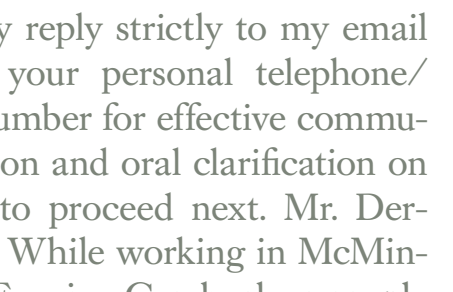 reply strictly to my email
your personal telephone/
umber for effective commu-
on and oral clarification on
to proceed next. Mr. Der-
While working in McMin-